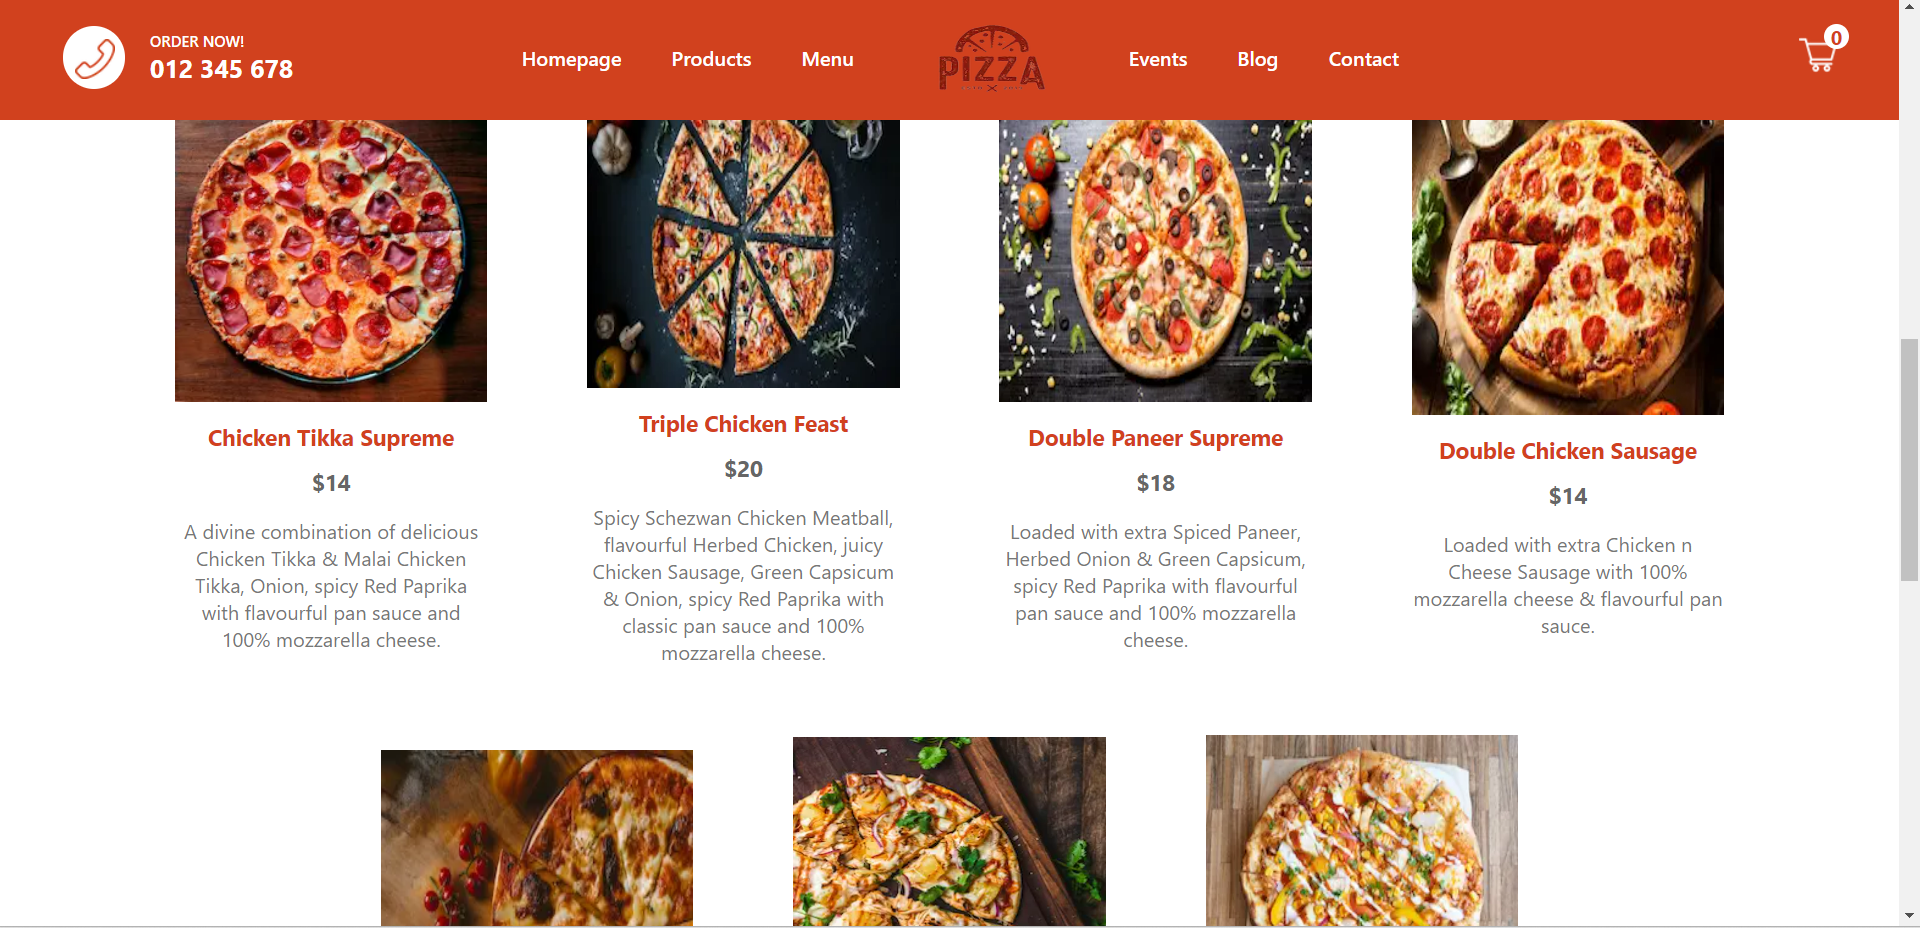 ORDER NOW!
012 345 678
Homepage
Products
Menu
PIZZA
Events
Blog
Contact
0
Chicken Tikka Supreme
$14
A divine combination of delicious
Chicken Tikka & Malai Chicken
Tikka, Onion, spicy Red Paprika
with flavourful pan sauce and
100% mozzarella cheese.
Triple Chicken Feast
$20
Spicy Schezwan Chicken Meatball,
flavourful Herbed Chicken, juicy
Chicken Sausage, Green Capsicum
& Onion, spicy Red Paprika with
classic pan sauce and 100%
mozzarella cheese.
Double Paneer Supreme
$18
Loaded with extra Spiced Paneer,
Herbed Onion & Green Capsicum,
spicy Red Paprika with flavourful
pan sauce and 100% mozzarella
cheese.
Double Chicken Sausage
$14
Loaded with extra Chicken n
Cheese Sausage with 100%
mozzarella cheese & flavourful pan
sauce.